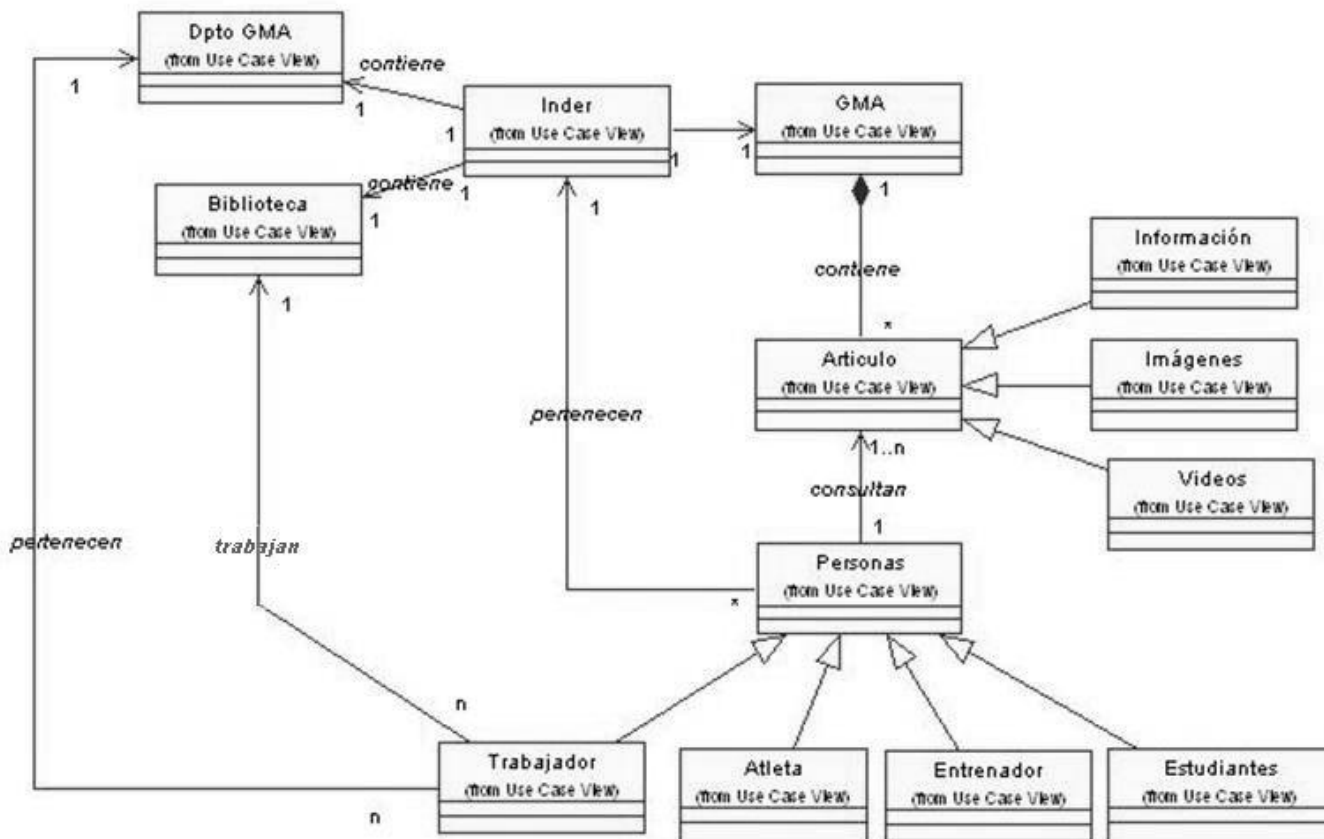 Dpto GMA
(from Use Case View)
1
contiene
1
Inder
(from Use Case View)
1
GMA
(from Use Case View)
1
1
Biblioteca
(from Use Case View)
contiene
1
1
1
1
1
contiene
*
Información
(from Use Case View)
Articulo
(from Use Case View)
Imágenes
(from Use Case View)
Videos
(from Use Case View)
pertenecen
1..n
consultan
1
Personas
(from Use Case View)
*
pertenecen
trabajan
n
Trabajador
(from Use Case View)
n
Atleta
(from Use Case View)
Entrenador
(from Use Case View)
Estudiantes
(from Use Case View)